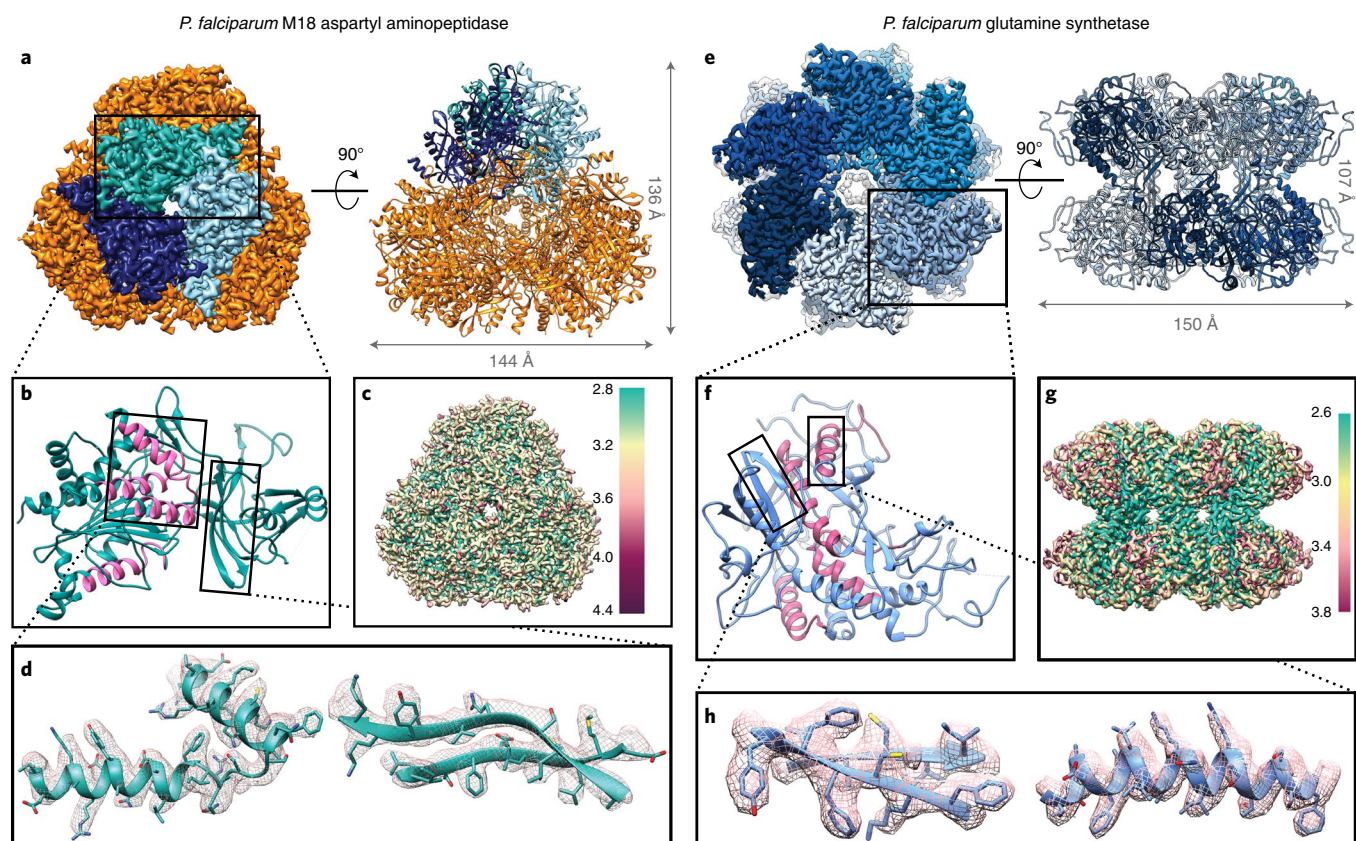 P. falciparum M18 aspartyl aminopeptidase
P. falciparum glutamine synthetase
a
90°
136 Å
144 Å
e
90°
107 Å
150 Å
b
c
2.8
3.2
3.6
4.0
4.4
f
g
2.6
3.0
3.4
3.8
d
h